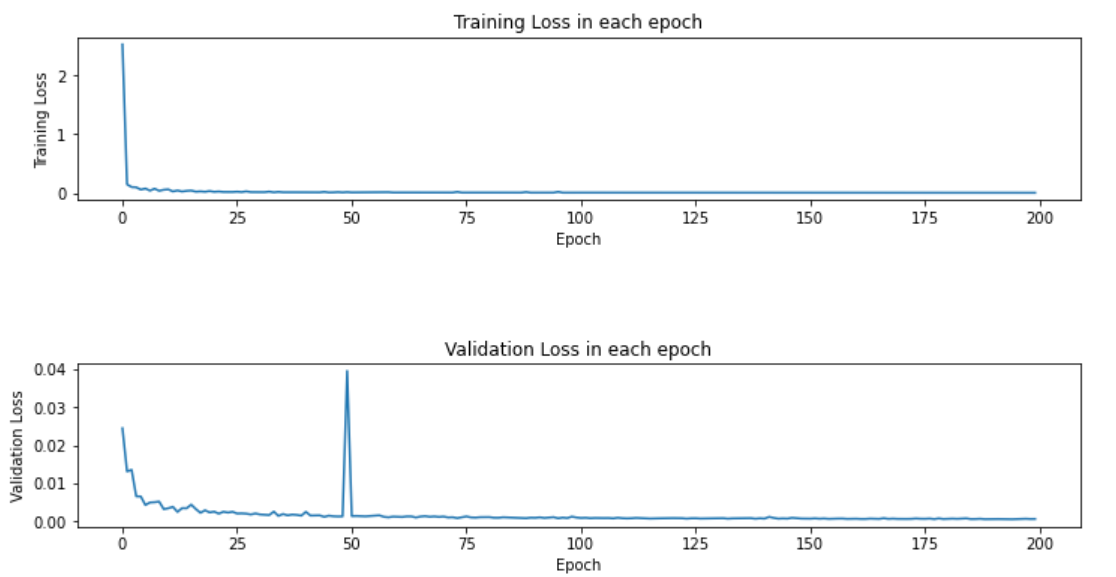 Training Loss in each epoch
Training Loss
2
1
0
0 25 50 75 100 125 150 175 200
Epoch
Validation Loss in each epoch
Validation Loss
0.04
0.03
0.02
0.01
0.00
0 25 50 75 100 125 150 175 200
Epoch